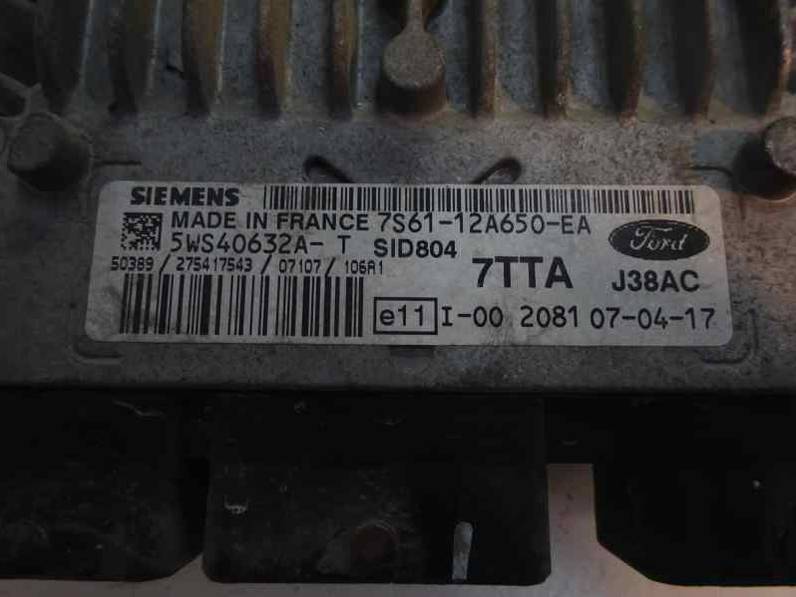 SIEMENS
MADE IN FRANCE 7S61-12A650-EA
5WS40632A- T SID804
Ford
50389 / 275417543 / 07107 / 106A1
7TTA J38AC
e11 I-00 2081 07-04-17